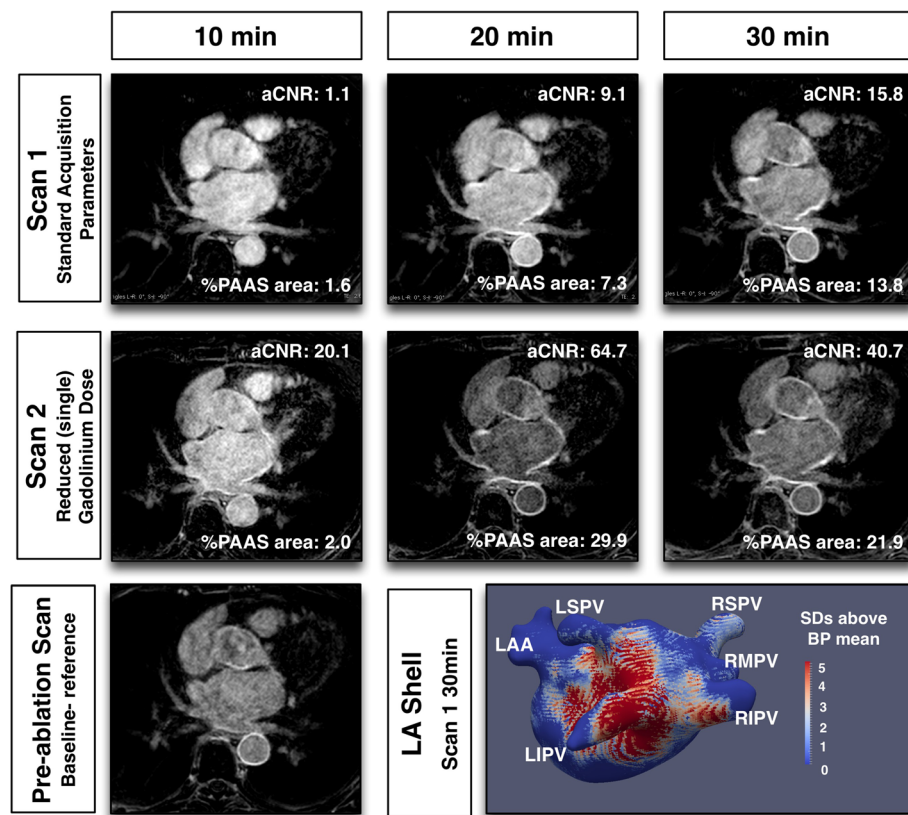 10 min
20 min
30 min
Scan 1
Standard Acquisition
Parameters
aCNR: 1.1
%PAAS area: 1.6
aCNR: 9.1
%PAAS area: 7.3
aCNR: 15.8
%PAAS area: 13.8
Scan 2
Reduced (single)
Gadolinium Dose
aCNR: 20.1
%PAAS area: 2.0
aCNR: 64.7
%PAAS area: 29.9
aCNR: 40.7
%PAAS area: 21.9
Pre-ablation Scan
Baseline- reference
LA Shell
Scan 1 30min
LSPV
RSPV
LAA
RMPV
RIPV
LIPV
SDs above
BP mean
5
4
3
2
1
0